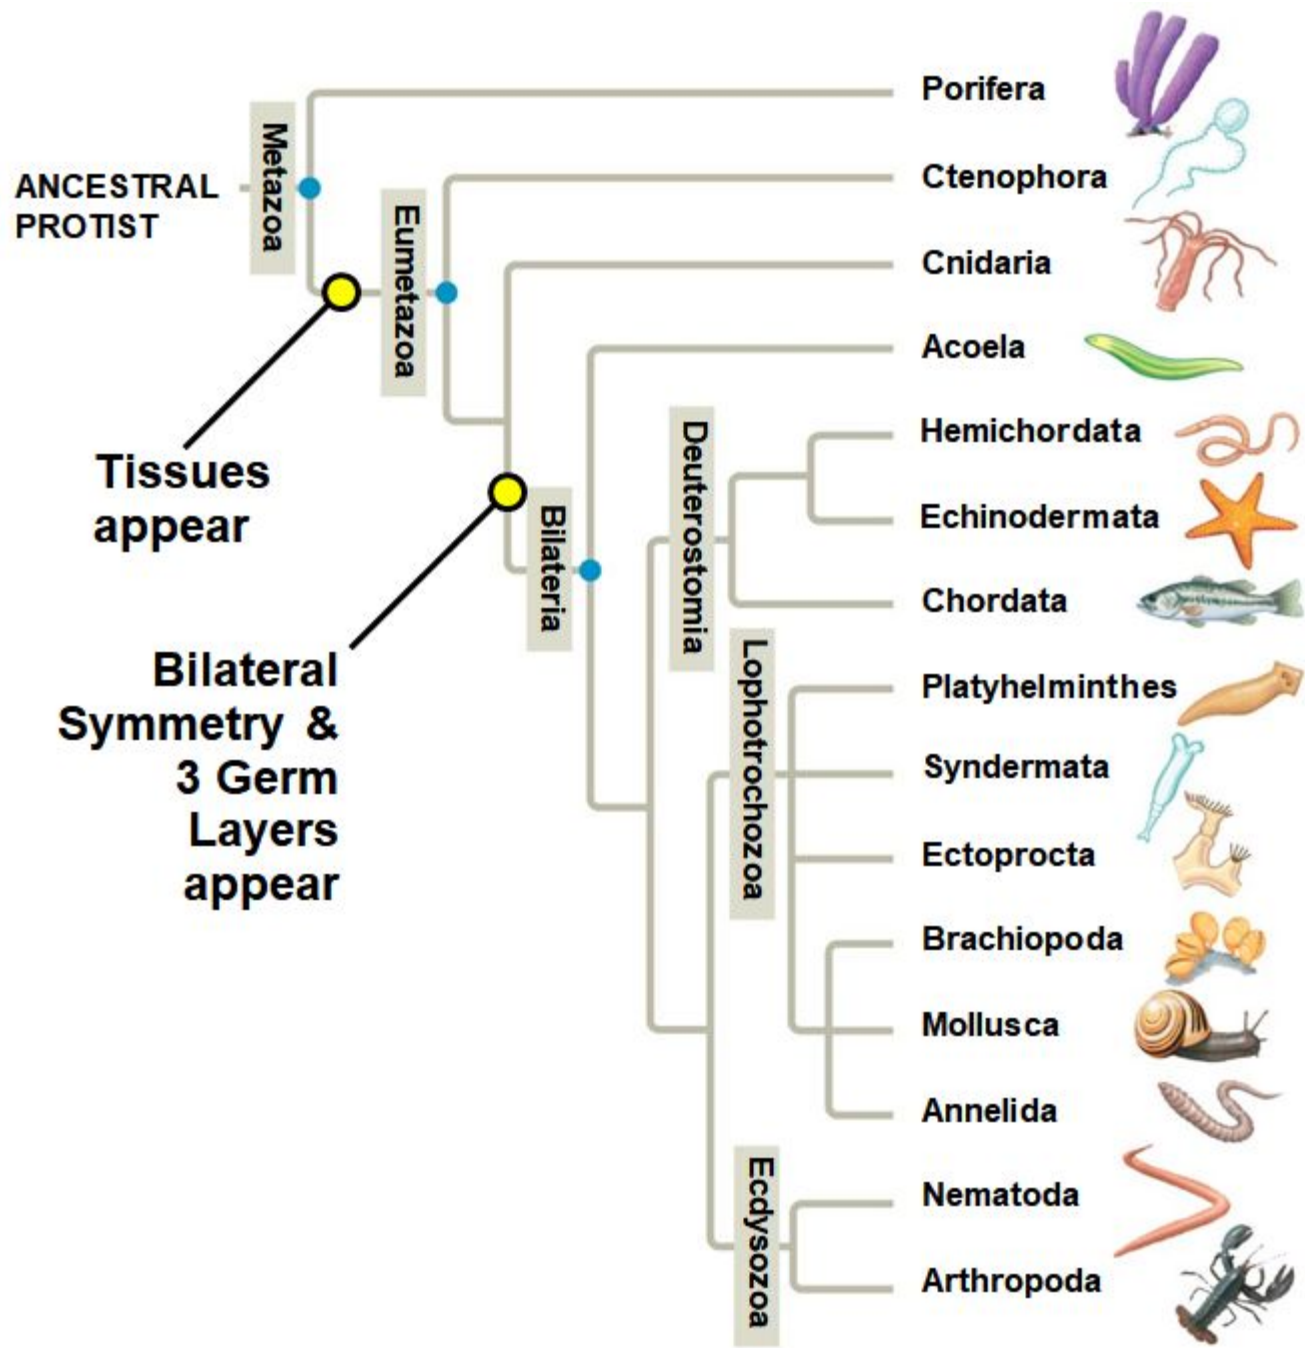 Porifera
Metazoa
ANCESTRAL
PROTIST
Ctenophora
Eumetazoa
Cnidaria
Acoela
Tissues
appear
Deuterostomia
Hemichordata
Echinodermata
Chordata
Bilateria
Bilateral
Symmetry &
3 Germ
Layers
appear
Lophotrochozoa
Platyhelminthes
Syndermata
Ectoprocta
Brachiopoda
Mollusca
Annelida
Ecdysozoa
Nematoda
Arthropoda